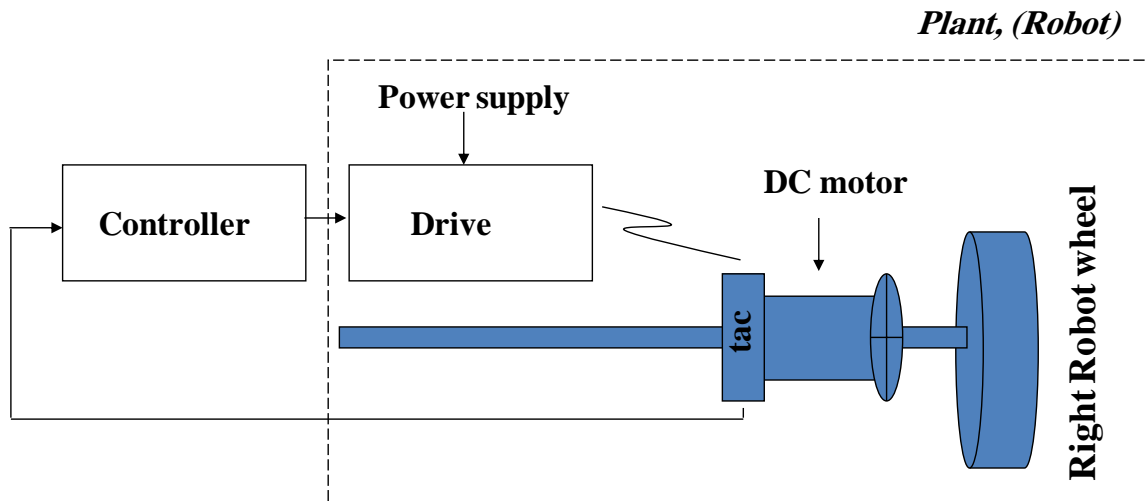 Plant, (Robot)
Power supply
Controller
Drive
DC motor
tac
Right Robot wheel